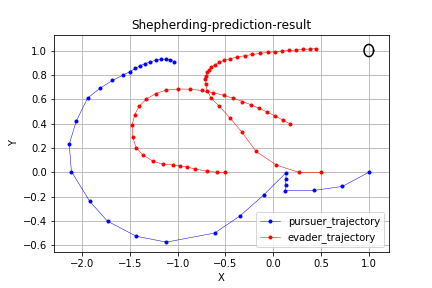 Shepherding-prediction-result
1.0
0.8
0.6
0.4
0.2
0.0
−0.2
−0.4
−0.6
Y
pursuer_trajectory
evader_trajectory
−2.0 −1.5 −1.0 −0.5 0.0 0.5 1.0
X